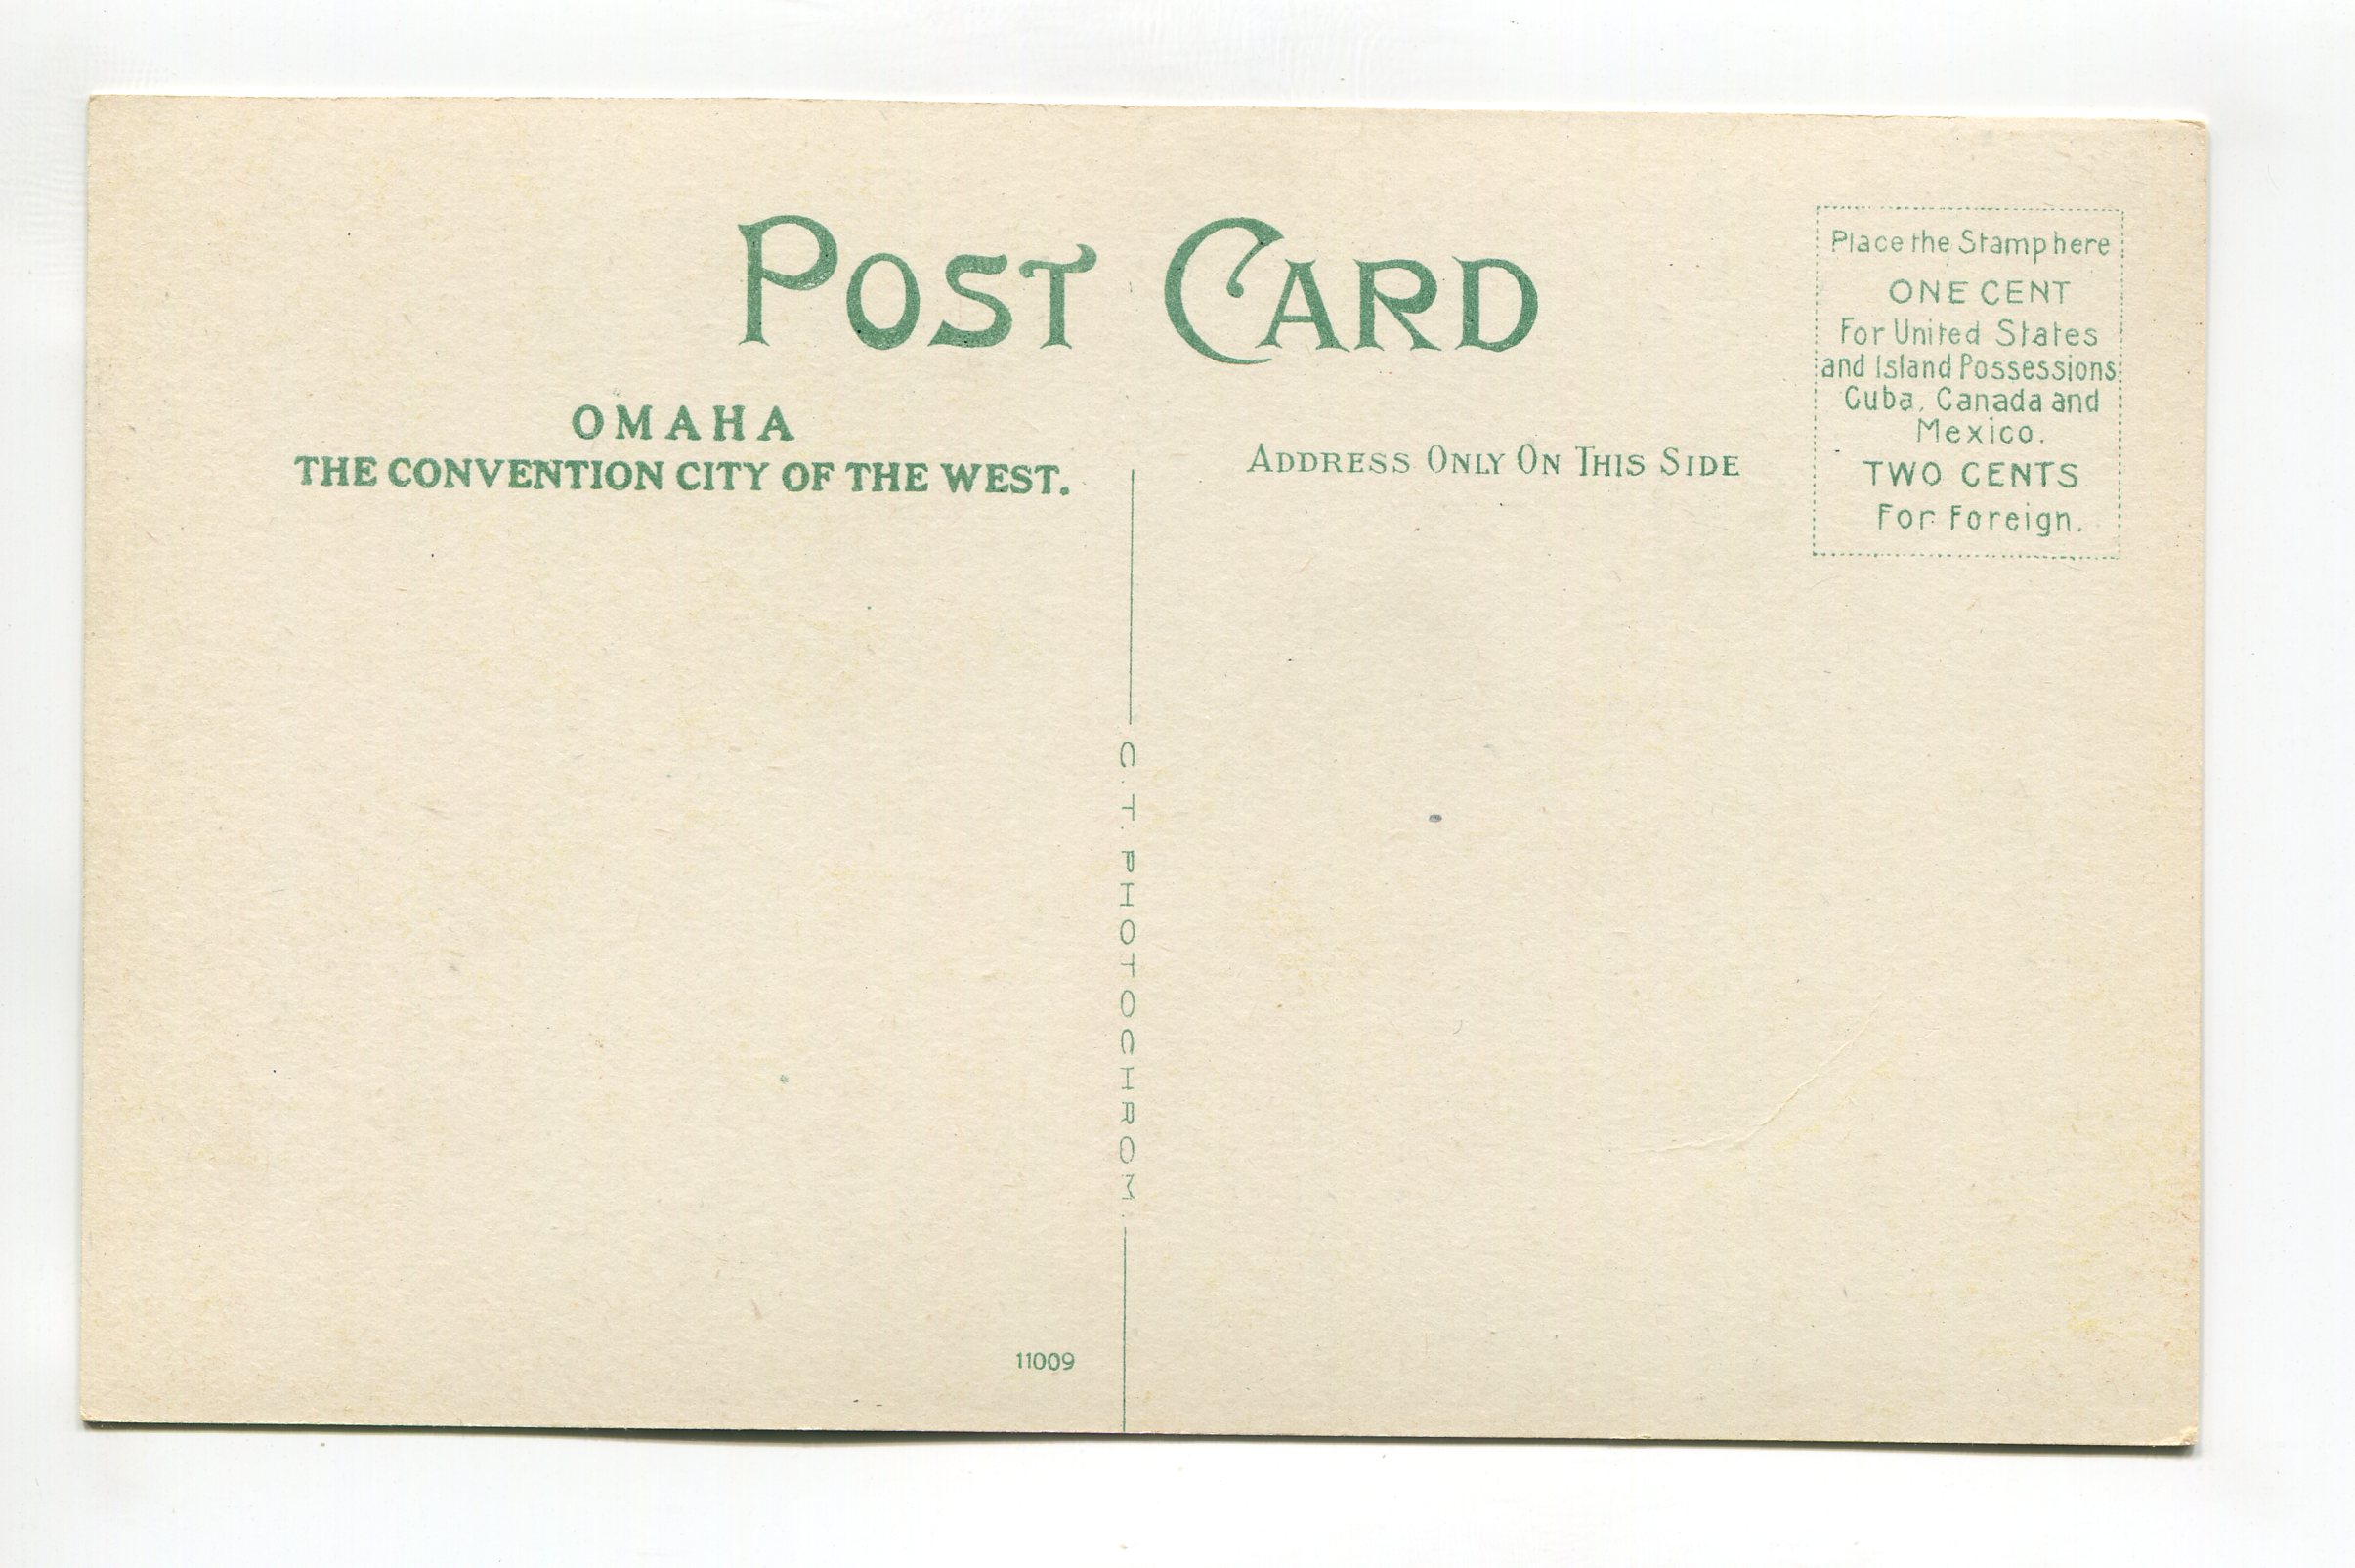 POST CARD
OMAHA
THE CONVENTION CITY OF THE WEST.
ADDRESS ONLY ON THIS SIDE
Place the Stamp here
ONE CENT
For United States
and Island Possessions
Cuba, Canada and
Mexico.
TWO CENTS
For Foreign.
C. T. PHOTOCHROM.
11009